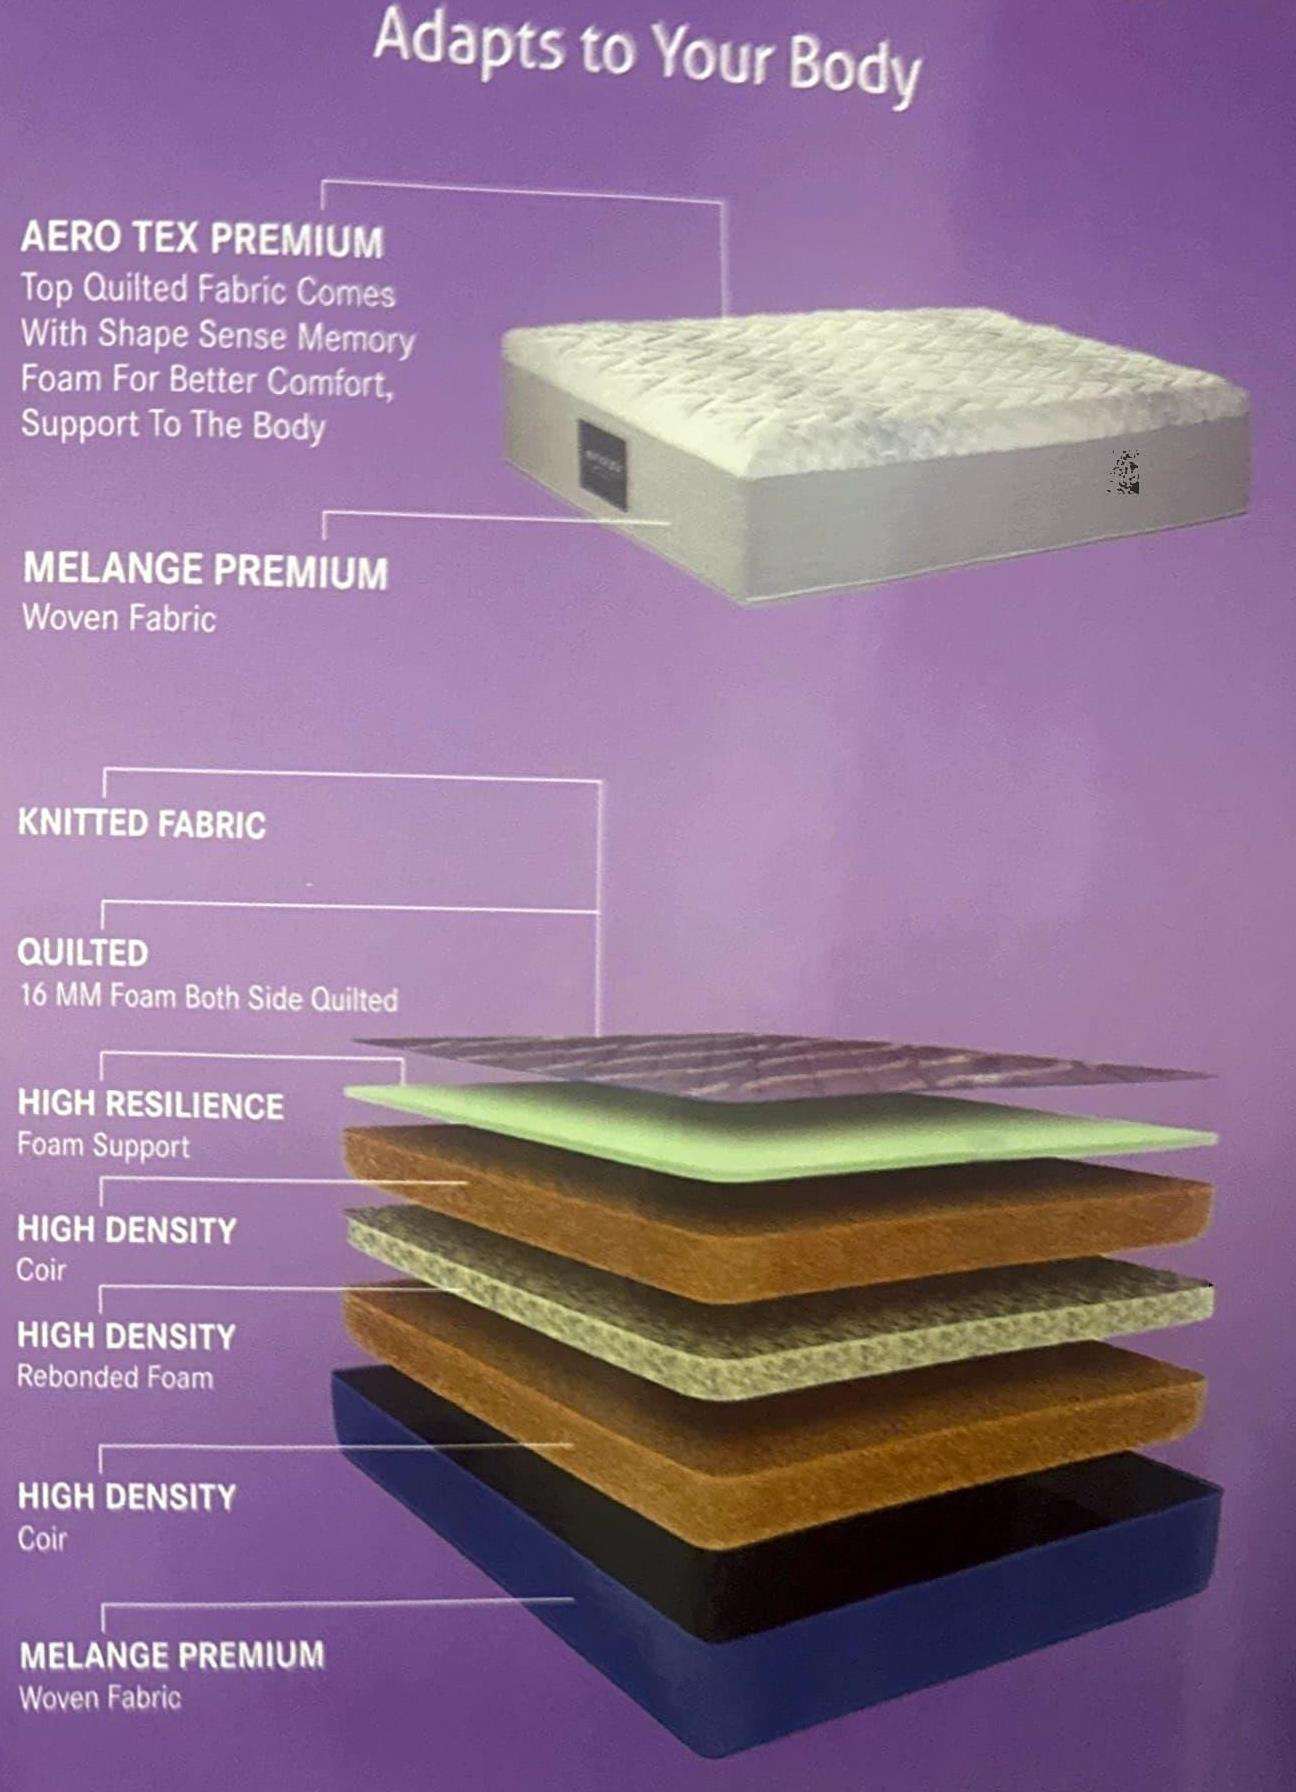 Adapts to Your Body
AERO TEX PREMIUM
Top Quilted Fabric Comes
With Shape Sense Memory
Foam For Better Comfort,
Support To The Body
MELANGE PREMIUM
Woven Fabric
KNITTED FABRIC
QUILTED
16 MM Foam Both Side Quilted
HIGH RESILIENCE
Foam Support
HIGH DENSITY
Coir
HIGH DENSITY
Rebonded Foam
HIGH DENSITY
Coir
MELANGE PREMIUM
Woven Fabric